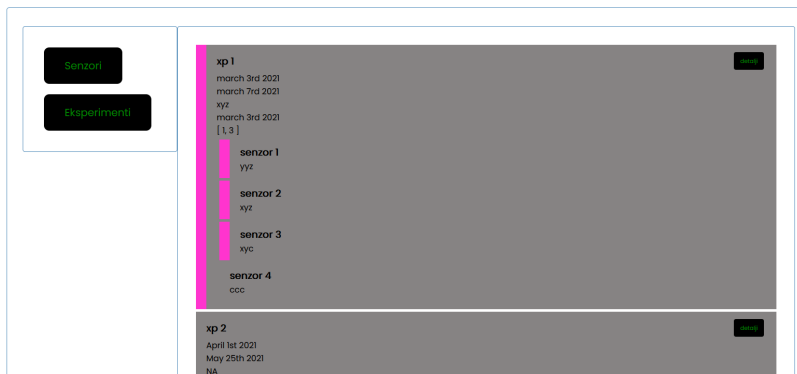 Senzori
Eksperimenti
xp 1
detalji
march 3rd 2021
march 7rd 2021
xyz
march 3rd 2021
[ 1, 3 ]
senzor 1
yyz
senzor 2
xyz
senzor 3
xyc
senzor 4
ccc
xp 2
detalji
April 1st 2021
May 25th 2021
NA